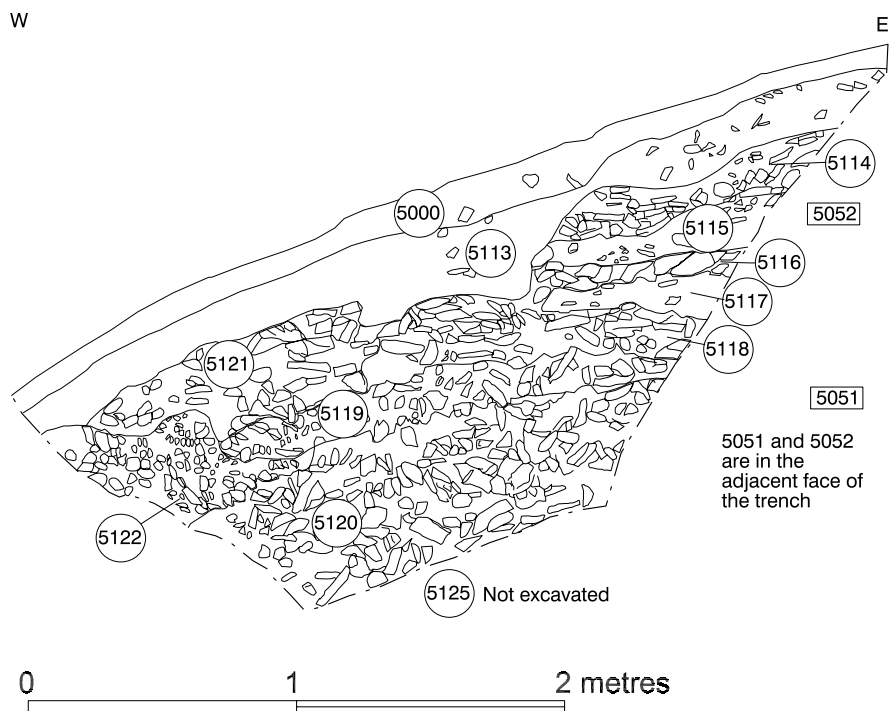 W
E
5114
5000
5052
5115
5113
5116
5117
5118
5121
5051
5119
5051 and 5052
are in the
adjacent face of
the trench
5120
5122
5125 Not excavated
0 1 2 metres